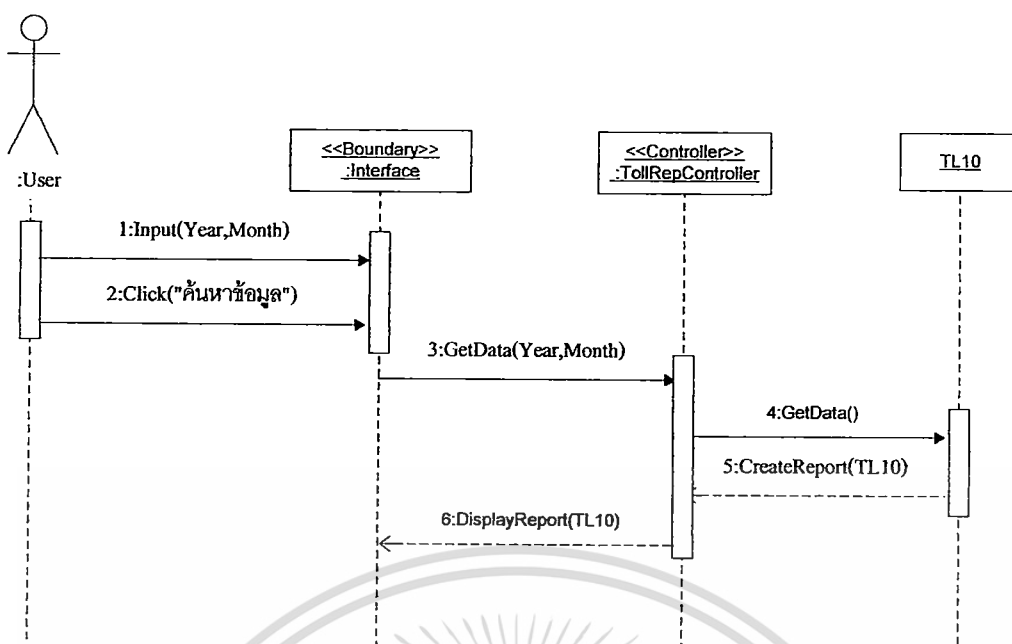 <<Boundary>>
:Interface
<<Controller>>
:TollRepController
TL10
:User
1:Input(Year,Month)
2:Click("ค้นหาข้อมูล")
3:GetData(Year,Month)
4:GetData()
5:CreateReport(TL10)
6:DisplayReport(TL10)